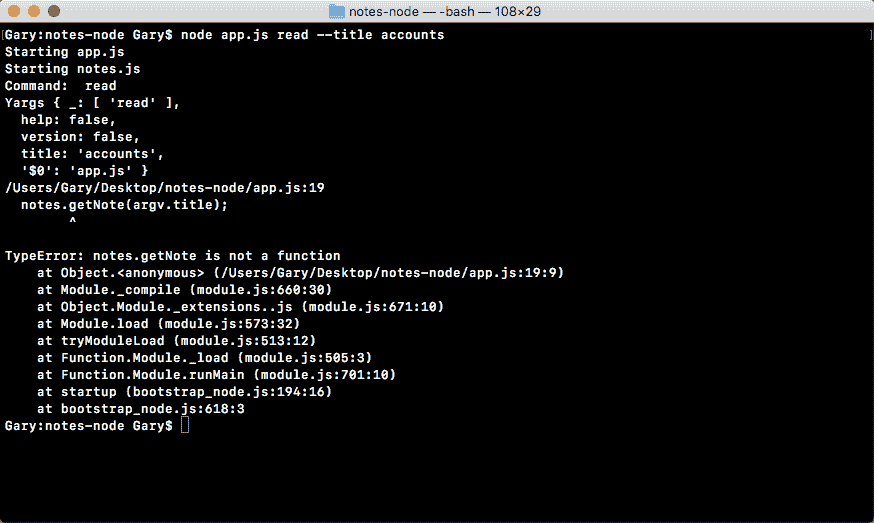 notes-node — -bash — 108×29
Gary:notes-node Gary$ node app.js read --title accounts
Starting app.js
Starting notes.js
Command:  read
Yargs { _: [ 'read' ],
  help: false,
  version: false,
  title: 'accounts',
  '$0': 'app.js' }
/Users/Gary/Desktop/notes-node/app.js:19
  notes.getNote(argv.title);
        ^
TypeError: notes.getNote is not a function
    at Object.<anonymous> (/Users/Gary/Desktop/notes-node/app.js:19:9)
    at Module._compile (module.js:660:30)
    at Object.Module._extensions..js (module.js:671:10)
    at Module.load (module.js:573:32)
    at tryModuleLoad (module.js:513:12)
    at Function.Module._load (module.js:505:3)
    at Function.Module.runMain (module.js:701:10)
    at startup (bootstrap_node.js:194:16)
    at bootstrap_node.js:618:3
Gary:notes-node Gary$